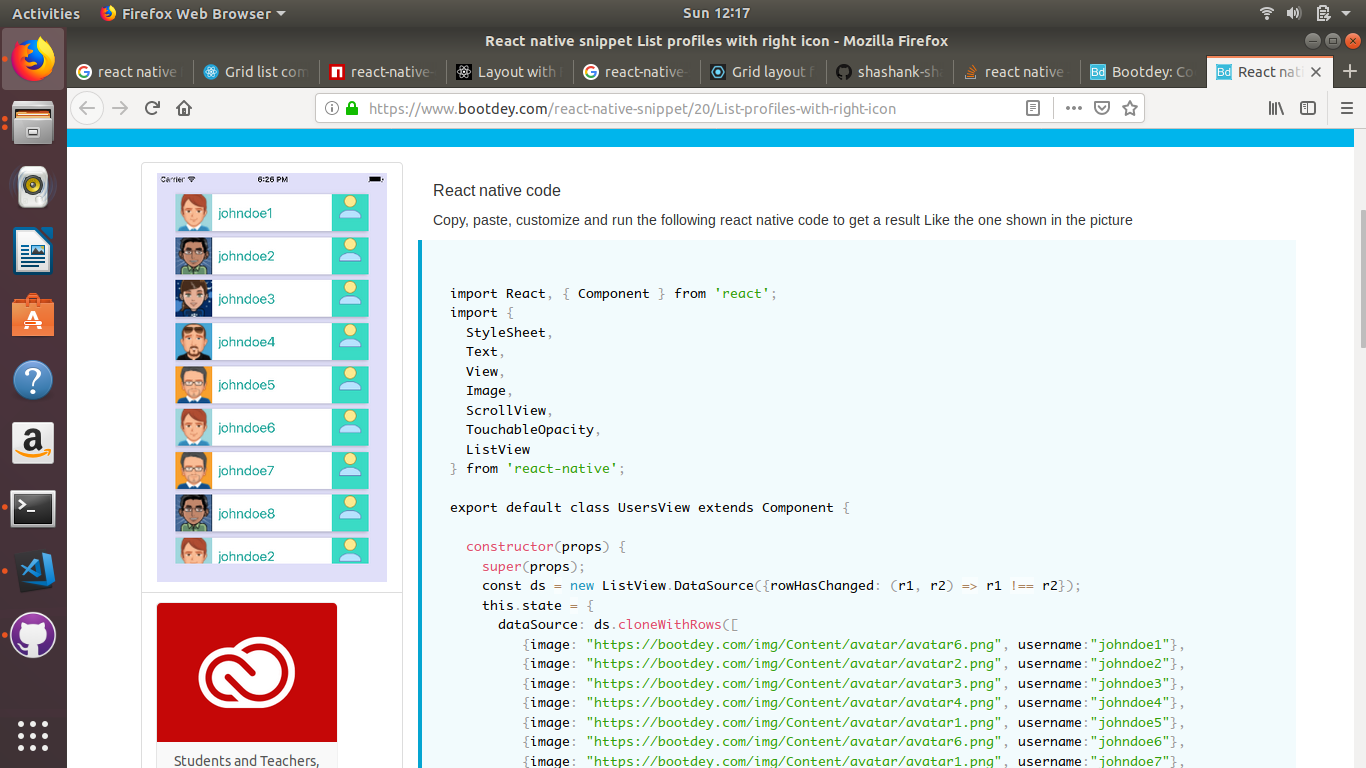 Activities Firefox Web Browser Sun 12:17
React native snippet List profiles with right icon - Mozilla Firefox
react native Grid list com react-native- Layout with react-native- Grid layout f shashank-sha react native Bootdey: Co React nati
https://www.bootdey.com/react-native-snippet/20/List-profiles-with-right-icon
Carrier 6:26 PM
johndoe1
johndoe2
johndoe3
johndoe4
johndoe5
johndoe6
johndoe7
johndoe8
johndoe2
Students and Teachers,
React native code
Copy, paste, customize and run the following react native code to get a result Like the one shown in the picture
import React, { Component } from 'react';
import {
StyleSheet,
Text,
View,
Image,
ScrollView,
TouchableOpacity,
ListView
} from 'react-native';
export default class UsersView extends Component {
constructor(props) {
super(props);
const ds = new ListView.DataSource({rowHasChanged: (r1, r2) => r1 !== r2});
this.state = {
dataSource: ds.cloneWithRows([
{image: "https://bootdey.com/img/Content/avatar/avatar6.png", username:"johndoe1"},
{image: "https://bootdey.com/img/Content/avatar/avatar2.png", username:"johndoe2"},
{image: "https://bootdey.com/img/Content/avatar/avatar3.png", username:"johndoe3"},
{image: "https://bootdey.com/img/Content/avatar/avatar4.png", username:"johndoe4"},
{image: "https://bootdey.com/img/Content/avatar/avatar1.png", username:"johndoe5"},
{image: "https://bootdey.com/img/Content/avatar/avatar6.png", username:"johndoe6"},
{image: "https://bootdey.com/img/Content/avatar/avatar1.png", username:"johndoe7"},